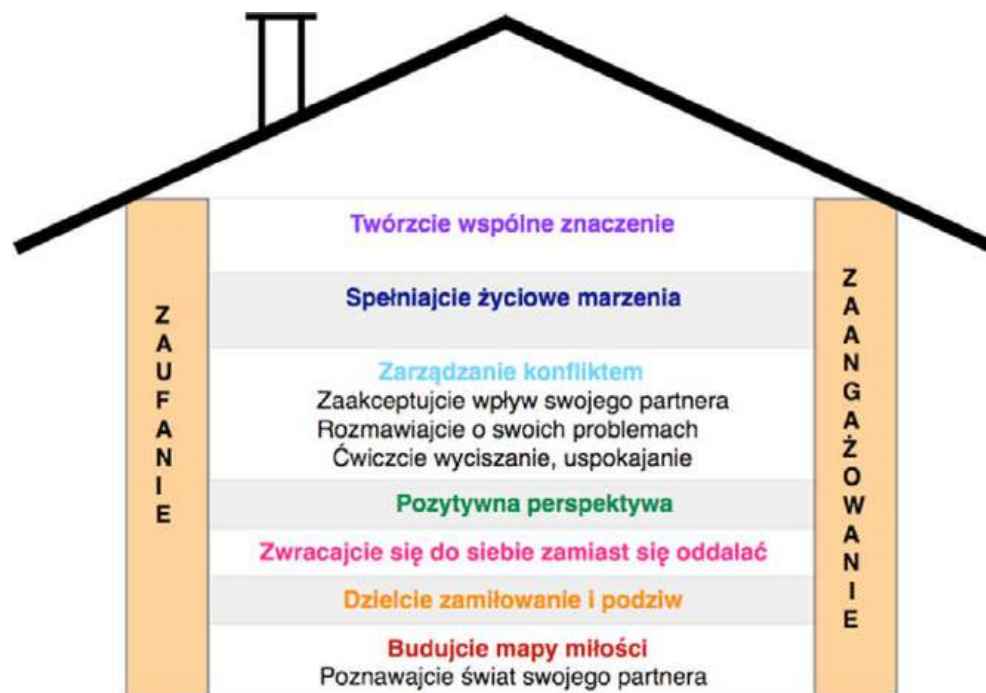 Twórzcie wspólne znaczenie
Spełniajcie życiowe marzenia
Zarządzanie konfliktem
Zaakceptujcie wpływ swojego partnera
Rozmawiajcie o swoich problemach
Ćwiczcie wyciszanie, uspokajanie
Pozytywna perspektywa
Zwracajcie się do siebie zamiast się oddalać
Dzielcie zamiłowanie i podziw
Budujcie mapy miłości
Poznawajcie świat swojego partnera
ZAUFANIE
ZAANGAŻOWANIE